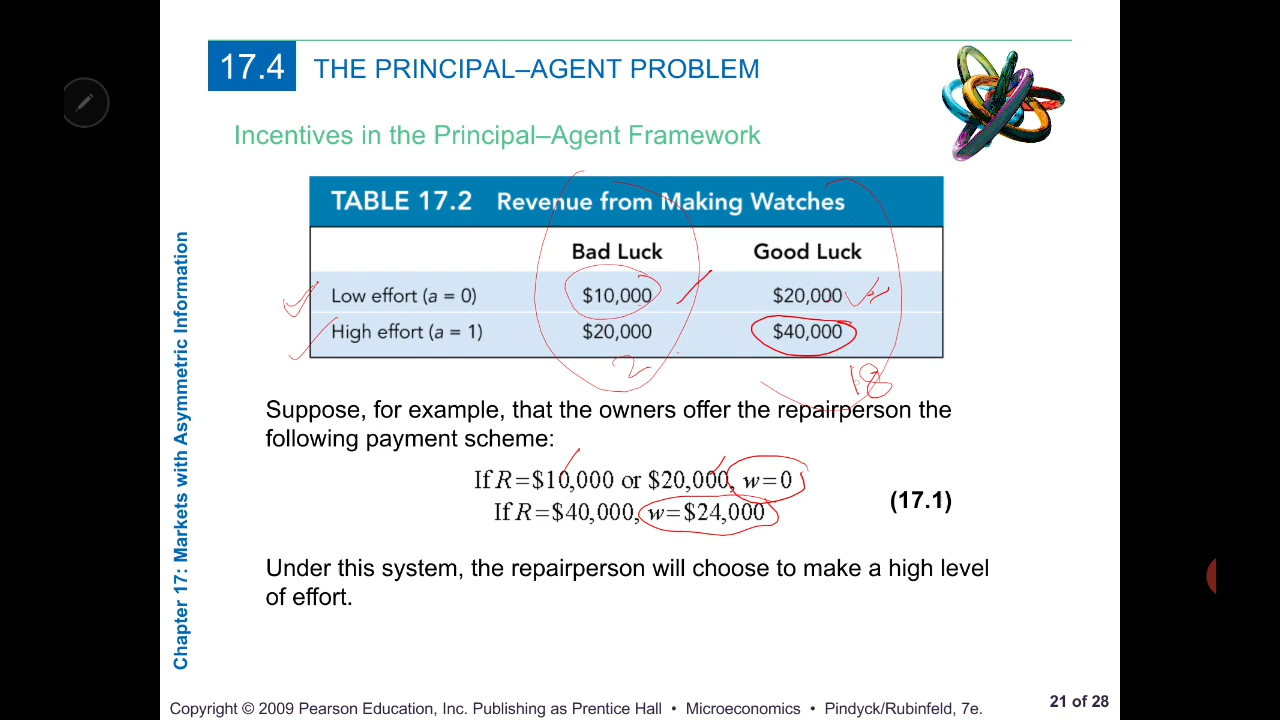 17.4 THE PRINCIPAL–AGENT PROBLEM
Incentives in the Principal–Agent Framework
TABLE 17.2 Revenue from Making Watches
Bad Luck Good Luck
Low effort (a = 0) $10,000 $20,000
High effort (a = 1) $20,000 $40,000
2
18
Suppose, for example, that the owners offer the repairperson the
following payment scheme:
If R=$10,000 or $20,000, w=0
If R=$40,000, w=$24,000
(17.1)
Under this system, the repairperson will choose to make a high level
of effort.
Chapter 17: Markets with Asymmetric Information
Copyright © 2009 Pearson Education, Inc. Publishing as Prentice Hall • Microeconomics • Pindyck/Rubinfeld, 7e.
21 of 28